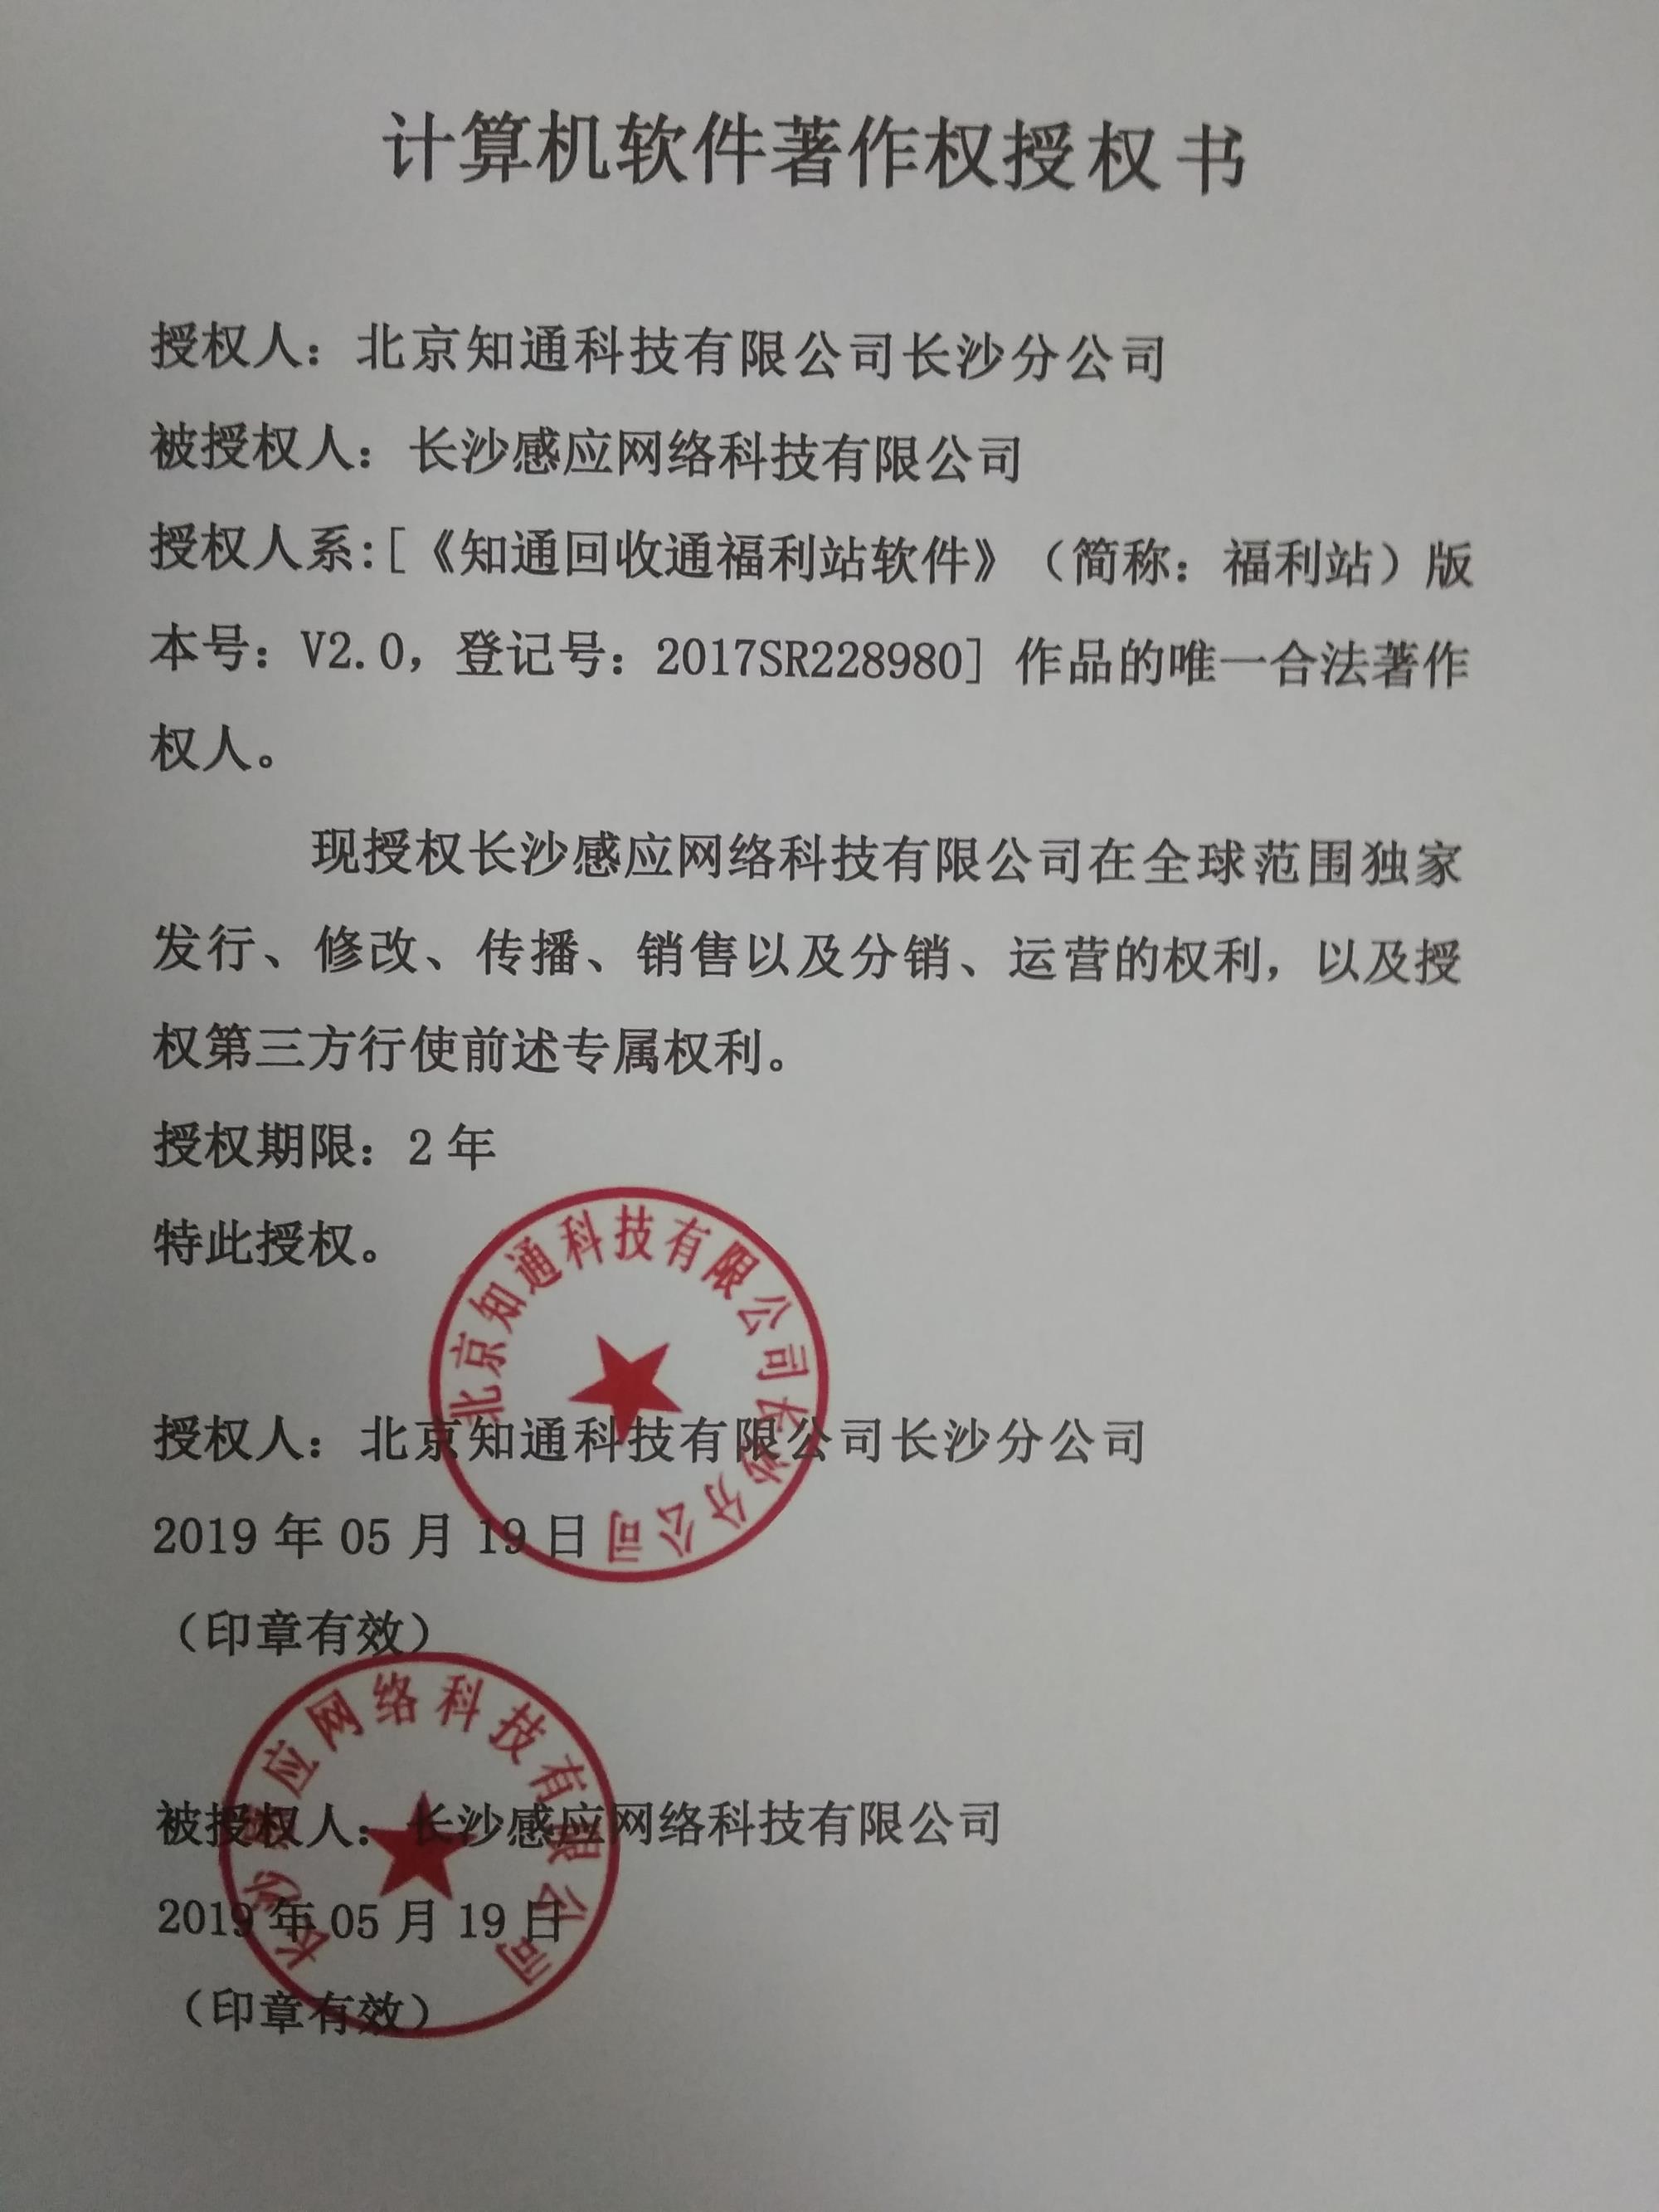 计算机软件著作权授权书
授权人：北京知通科技有限公司长沙分公司
被授权人：长沙感应网络科技有限公司
授权人系:[《知通回收通福利站软件》（简称：福利站）版
本号：V2.0，登记号：2017SR228980] 作品的唯一合法著作
权人。
现授权长沙感应网络科技有限公司在全球范围独家
发行、修改、传播、销售以及分销、运营的权利，以及授
权第三方行使前述专属权利。
授权期限：2 年
特此授权。
北京知通科技有限公司长沙分公司
授权人：北京知通科技有限公司长沙分公司
2019 年 05 月 19 日
（印章有效）
长沙感应网络科技有限公司
被授权人：长沙感应网络科技有限公司
2019 年 05 月 19 日
（印章有效）